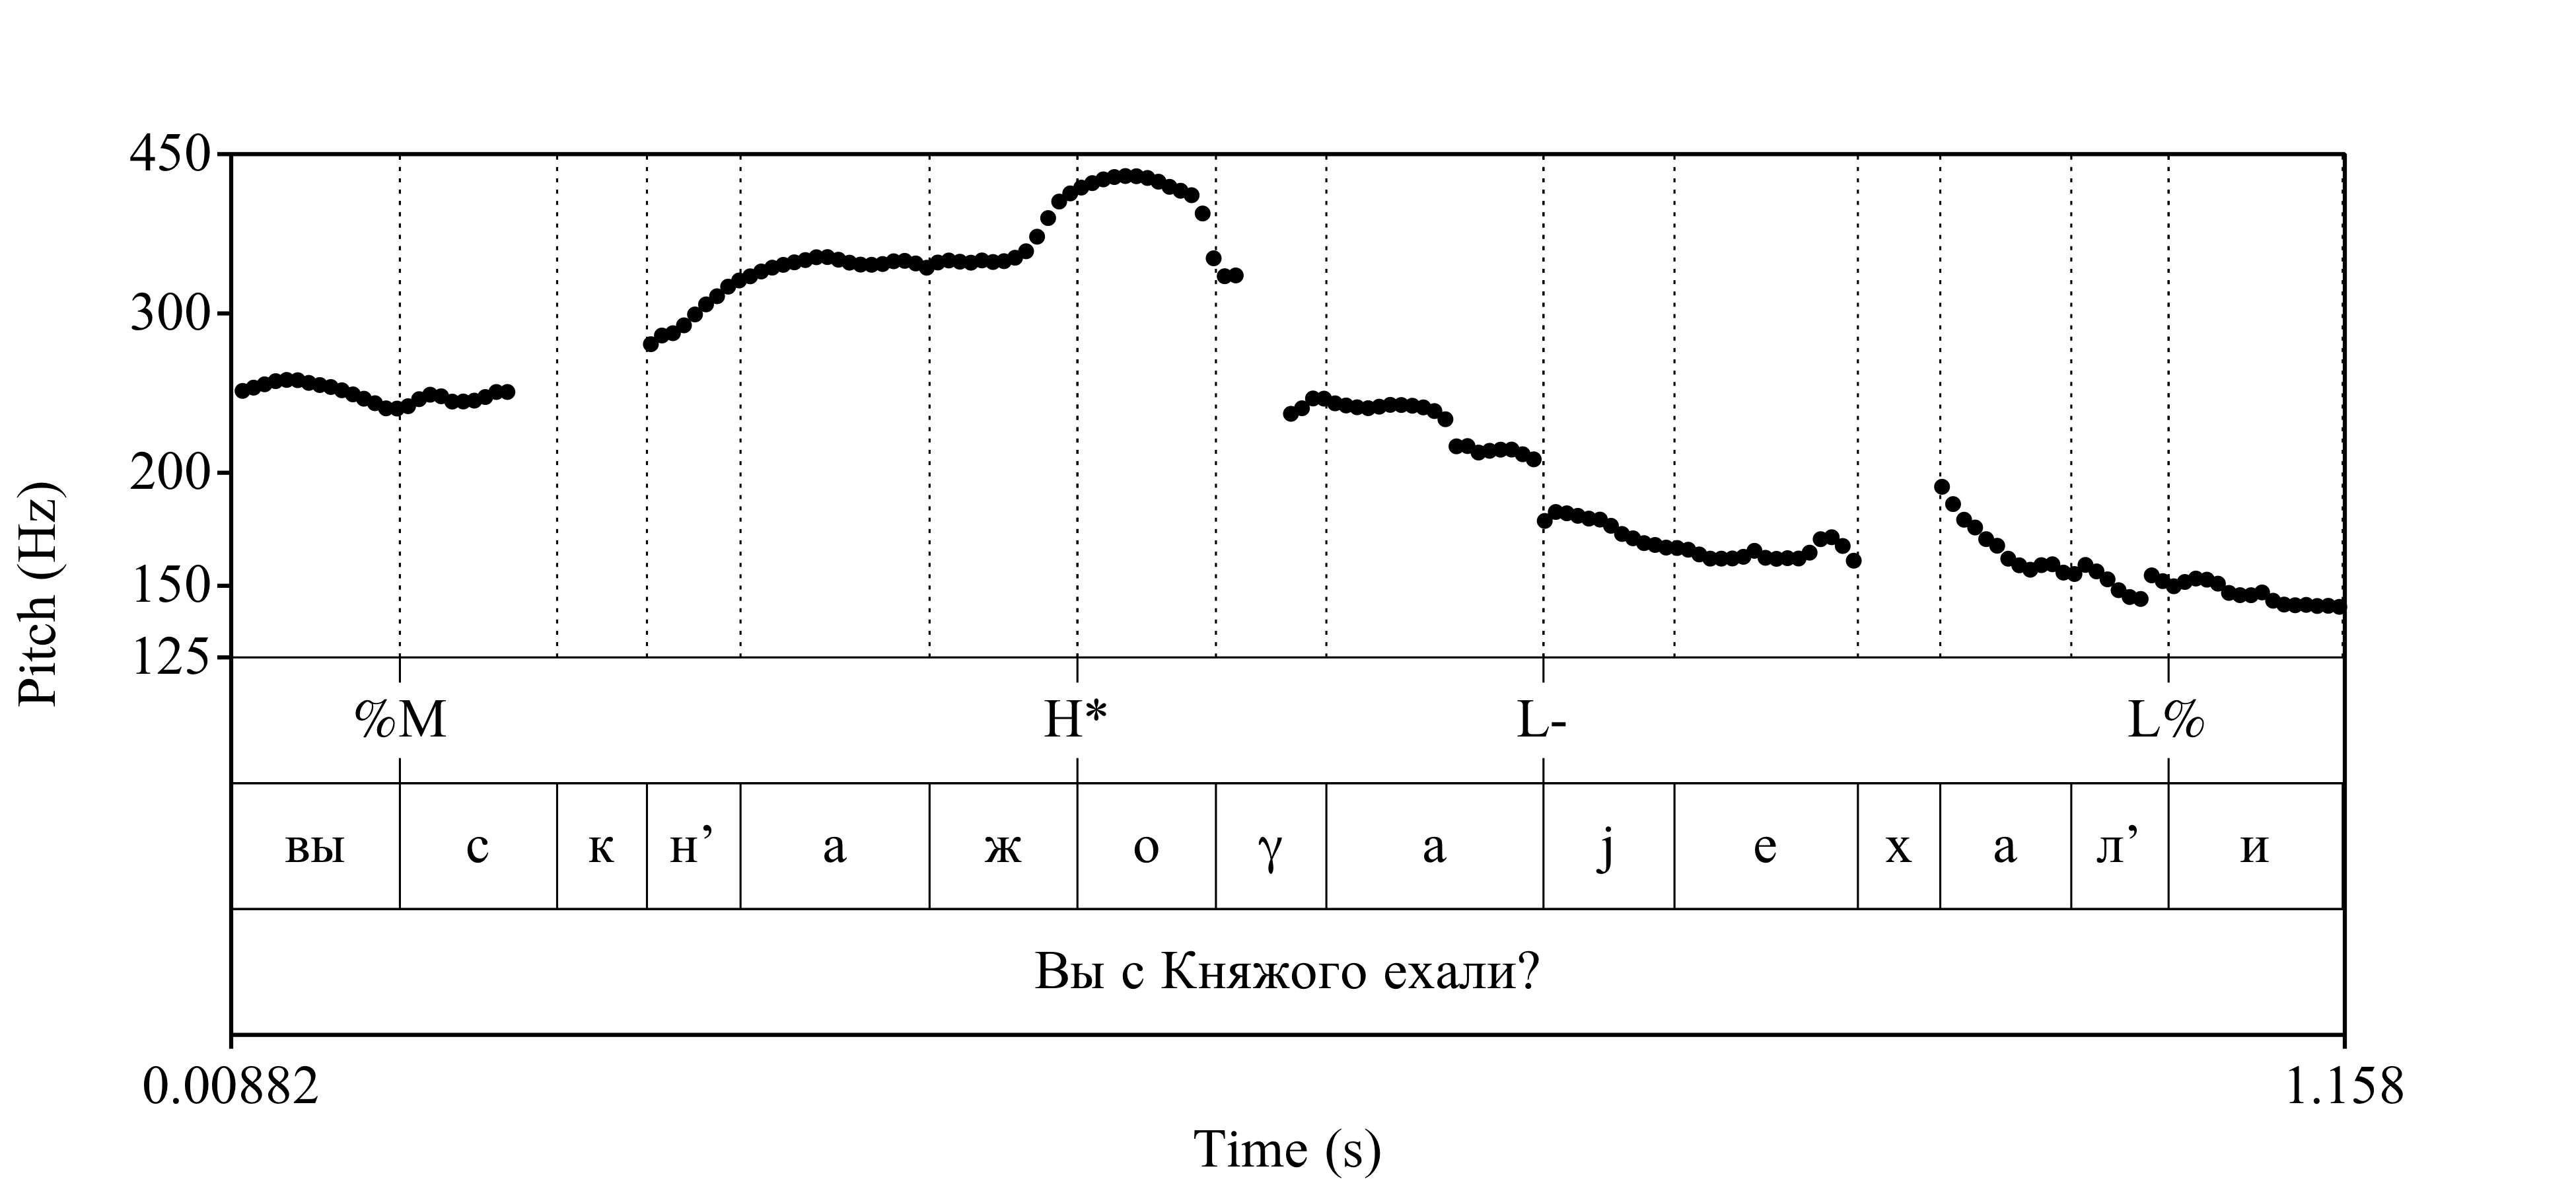 450
300
200
150
125
Pitch (Hz)
%M H* L- L%
вы с к н’ а ж о γ а j е х а л’ и
Вы с Княжого ехали?
0.00882 1.158
Time (s)